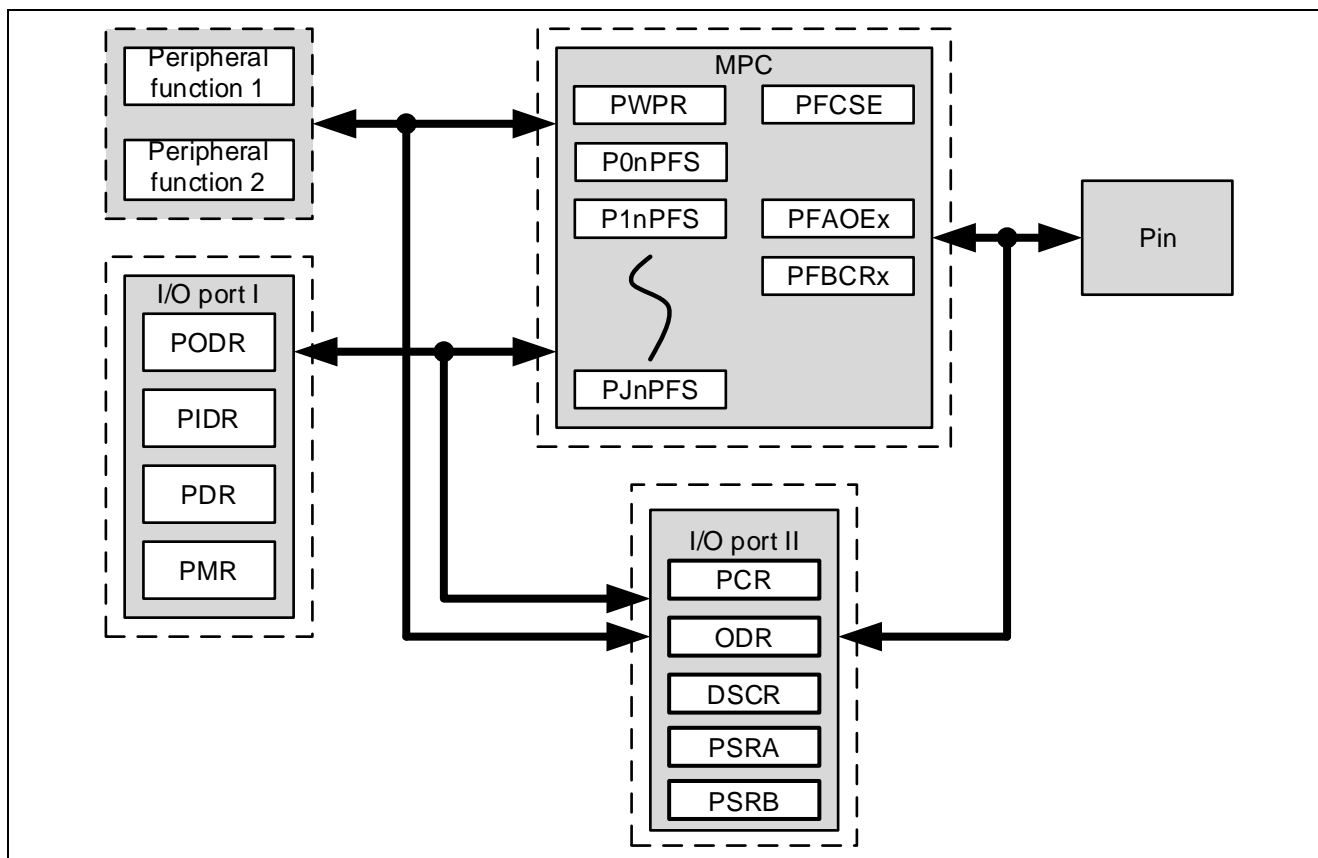 Peripheral
function 1
Peripheral
function 2
I/O port I
PODR
PIDR
PDR
PMR
MPC
PWPR
PFCSE
P0nPFS
P1nPFS
PFAOEx
PFBCRx
PJnPFS
Pin
I/O port II
PCR
ODR
DSCR
PSRA
PSRB